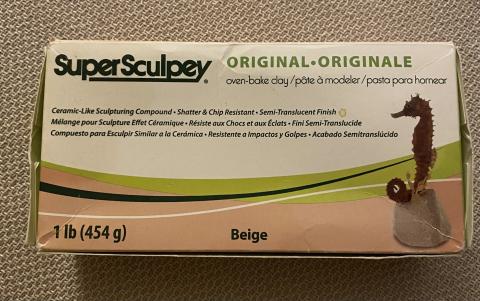 SuperSculpey®
ORIGINAL•ORIGINALE
oven-bake clay/pâte à modeler/pasta para hornear
Ceramic-Like Sculpturing Compound • Shatter & Chip Resistant • Semi-Translucent Finish
Mélange pour Sculpture Effet Céramique • Résiste aux Chocs et aux Éclats • Fini Semi-Translucide
Compuesto para Esculpir Similar a la Cerámica • Resistente a Impactos y Golpes • Acabado Semitranslúcido
1 lb (454 g)
Beige